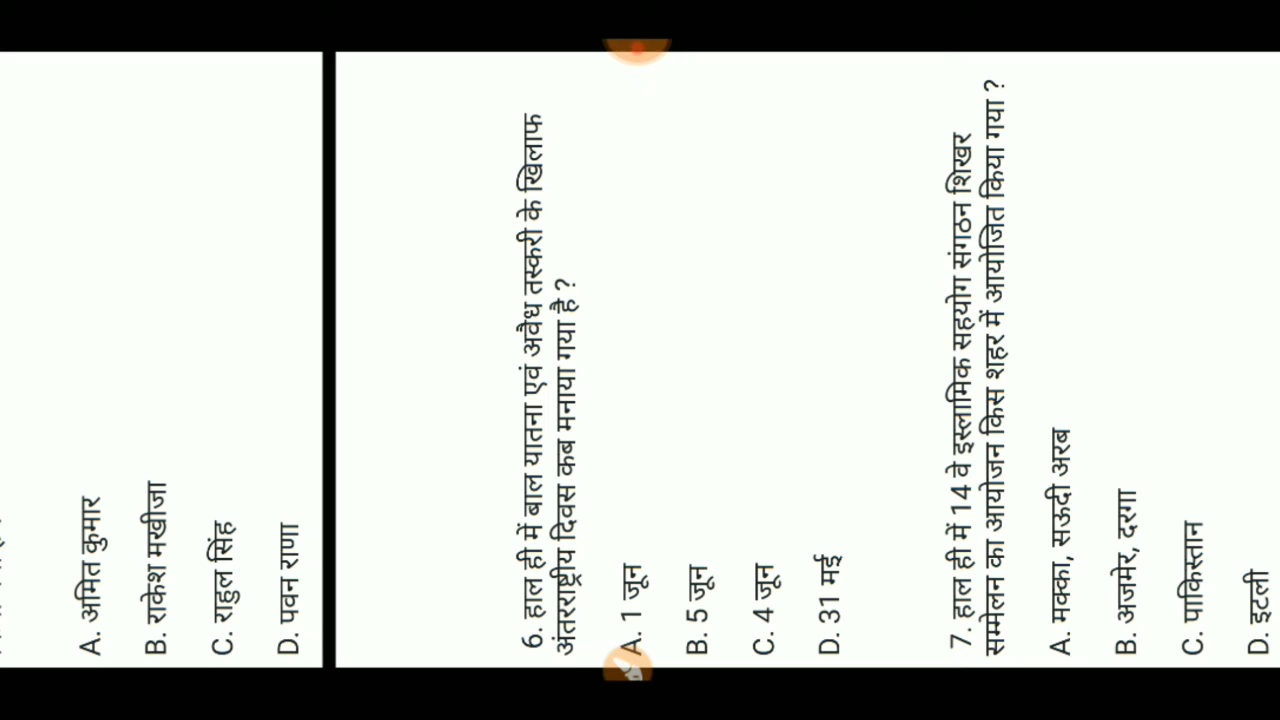 A. अमित कुमार
B. राकेश मखीजा
C. राहुल सिंह
D. पवन राणा
6. हाल ही में बाल यातना एवं अवैध तस्करी के खिलाफ
अंतरराष्ट्रीय दिवस कब मनाया गया है ?
A. 1 जून
B. 5 जून
C. 4 जून
D. 31 मई
7. हाल ही में 14 वे इस्लामिक सहयोग संगठन शिखर
सम्मेलन का आयोजन किस शहर में आयोजित किया गया ?
A. मक्का, सऊदी अरब
B. अजमेर, दरगा
C. पाकिस्तान
D. इटली